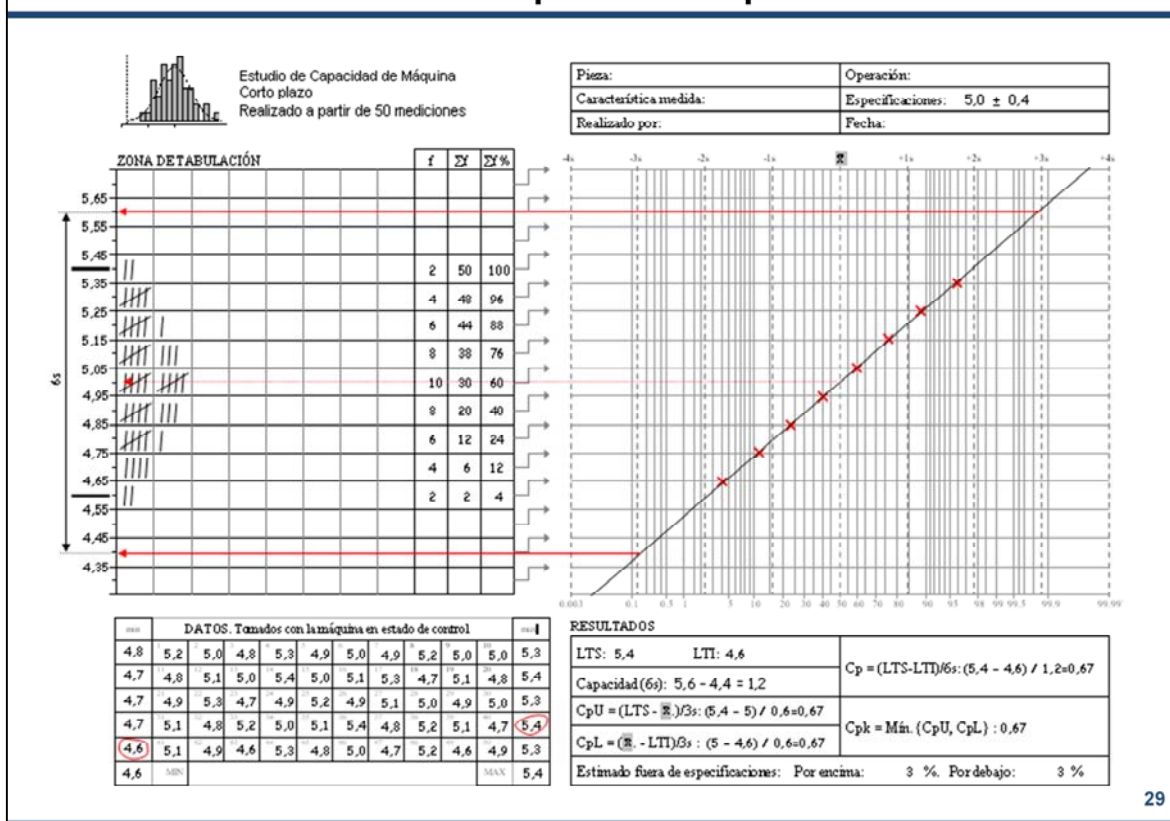 Estudio de Capacidad de Máquina
Corto plazo
Realizado a partir de 50 mediciones
Pieza: Operación:
Característica medida: Especificaciones: 5,0 ± 0,4
Realizado por: Fecha:
ZONA DE TABULACIÓN f Σf Σf%
-4s -3s -2s -1s x̄ +1s +2s +3s +4s
5,65
5,55
5,45
2 50 100
5,35
4 48 96
5,25
6 44 88
5,15
8 38 76
5,05
10 30 60
4,95
8 20 40
4,85
6 12 24
4,75
4 6 12
4,65
2 2 4
4,55
4,45
4,35
6s
0.003 0.1 0.5 1 5 10 20 30 40 50 60 70 80 90 95 98 99 99.5 99.9 99.99
min DATOS. Tomados con la máquina en estado de control
4,8 5,2 5,0 4,8 5,3 4,9 5,0 4,9 5,2 5,0 5,0 5,3
4,7 4,8 5,1 5,0 5,4 5,0 5,1 5,3 4,7 5,1 4,8 5,4
4,7 4,9 5,3 4,7 4,9 5,2 4,9 5,1 5,0 4,9 5,0 5,3
4,7 5,1 4,8 5,2 5,0 5,1 5,4 4,8 5,2 5,1 4,7 5,4
4,6 5,1 4,9 4,6 5,3 4,8 5,0 4,7 5,2 4,6 4,9 5,3
4,6 MIN MAX 5,4
RESULTADOS
LTS: 5,4 LTI: 4,6
Capacidad (6s): 5,6 – 4,4 = 1,2
Cp = (LTS-LTI)/6s: (5,4 – 4,6) / 1,2=0,67
CpU = (LTS - x̄.)/3s: (5,4 – 5) / 0,6=0,67
CpL = (x̄. - LTI)/3s : (5 – 4,6) / 0,6=0,67
Cpk = Mín. {CpU, CpL} : 0,67
Estimado fuera de especificaciones: Por encima: 3 %. Por debajo: 3 %
29